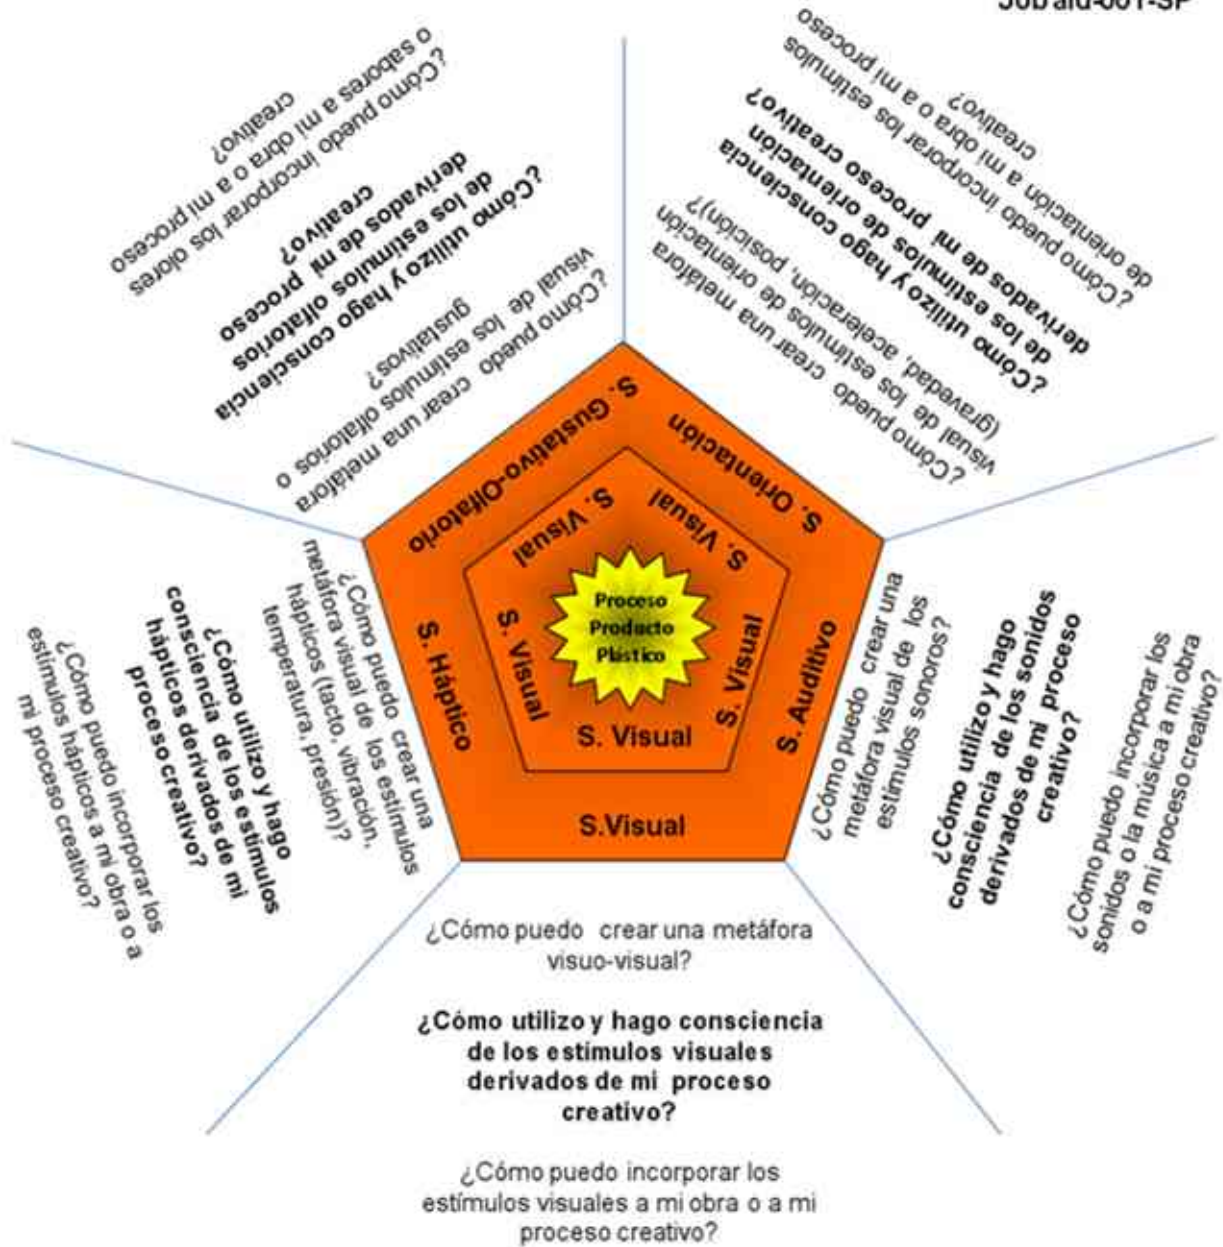 Job aid-001-SP
¿Cómo puedo incorporar los olores
o sabores a mi obra o a mi proceso
creativo?
¿Cómo utilizo y hago consciencia
de los estímulos olfatorios
derivados de mi proceso
creativo?
¿Cómo puedo crear una metáfora
visual de los estímulos olfatorios o
gustativos?
¿Cómo puedo incorporar los estímulos
de orientación a mi obra o a mi proceso
creativo?
¿Cómo utilizo y hago consciencia
de los estímulos de orientación
derivados de mi proceso creativo?
¿Cómo puedo crear una metáfora
visual de los estímulos de orientación
(gravedad, aceleración, posición)?
S. Gustativo-Olfatorio
S. Orientación
S. Visual
S. Visual
Proceso
Producto
Plástico
S. Visual
S. Visual
S. Visual
S. Háptico
S. Auditivo
S.Visual
¿Cómo puedo crear una
metáfora visual de los estímulos
hápticos (tacto, vibración,
temperatura, presión)?
¿Cómo utilizo y hago
consciencia de los estímulos
hápticos derivados de mi
proceso creativo?
¿Cómo puedo incorporar los
estímulos hápticos a mi obra o a
mi proceso creativo?
¿Cómo puedo crear una
metáfora visual de los
estímulos sonoros?
¿Cómo utilizo y hago
consciencia de los sonidos
derivados de mi proceso
creativo?
¿Cómo puedo incorporar los
sonidos o la música a mi obra
o a mi proceso creativo?
¿Cómo puedo crear una metáfora
visuo-visual?
¿Cómo utilizo y hago consciencia
de los estímulos visuales
derivados de mi proceso
creativo?
¿Cómo puedo incorporar los
estímulos visuales a mi obra o a mi
proceso creativo?